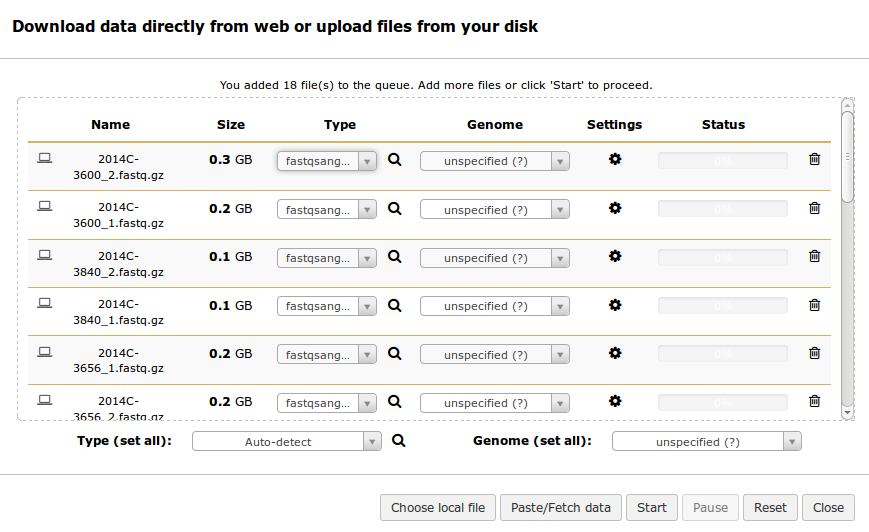 Download data directly from web or upload files from your disk
You added 18 file(s) to the queue. Add more files or click 'Start' to proceed.
Name Size Type Genome Settings Status
2014C-
3600_2.fastq.gz 0.3 GB fastqsang... unspecified (?) 0%
2014C-
3600_1.fastq.gz 0.2 GB fastqsang... unspecified (?) 0%
2014C-
3840_2.fastq.gz 0.1 GB fastqsang... unspecified (?) 0%
2014C-
3840_1.fastq.gz 0.1 GB fastqsang... unspecified (?) 0%
2014C-
3656_1.fastq.gz 0.2 GB fastqsang... unspecified (?) 0%
2014C-
3656_2.fastq.gz 0.2 GB fastqsang... unspecified (?) 0%
Type (set all): Auto-detect Genome (set all): unspecified (?)
Choose local file Paste/Fetch data Start Pause Reset Close